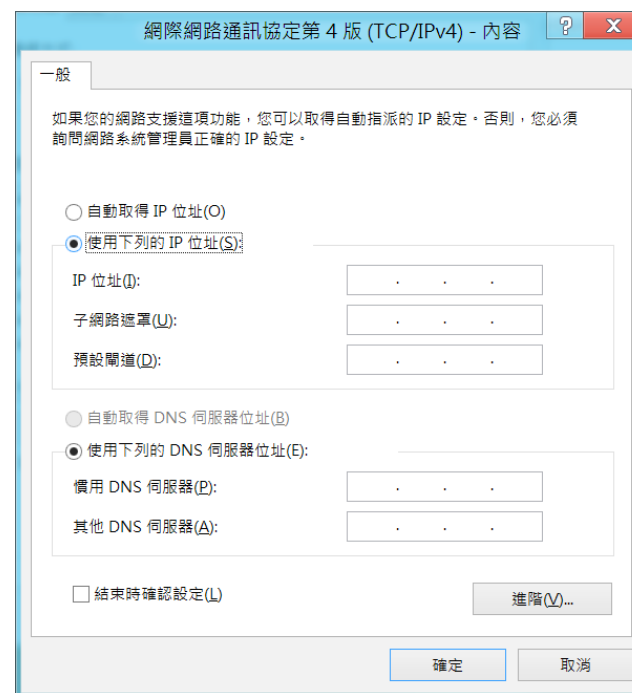 網際網路通訊協定第 4 版 (TCP/IPv4) - 內容
? X
一般
如果您的網路支援這項功能，您可以取得自動指派的 IP 設定。否則，您必須
詢問網路系統管理員正確的 IP 設定。
自動取得 IP 位址(O)
使用下列的 IP 位址(S):
IP 位址(I): . . .
子網路遮罩(U): . . .
預設閘道(D): . . .
自動取得 DNS 伺服器位址(B)
使用下列的 DNS 伺服器位址(E):
慣用 DNS 伺服器(P): . . .
其他 DNS 伺服器(A): . . .
結束時確認設定(L)
進階(V)...
確定
取消